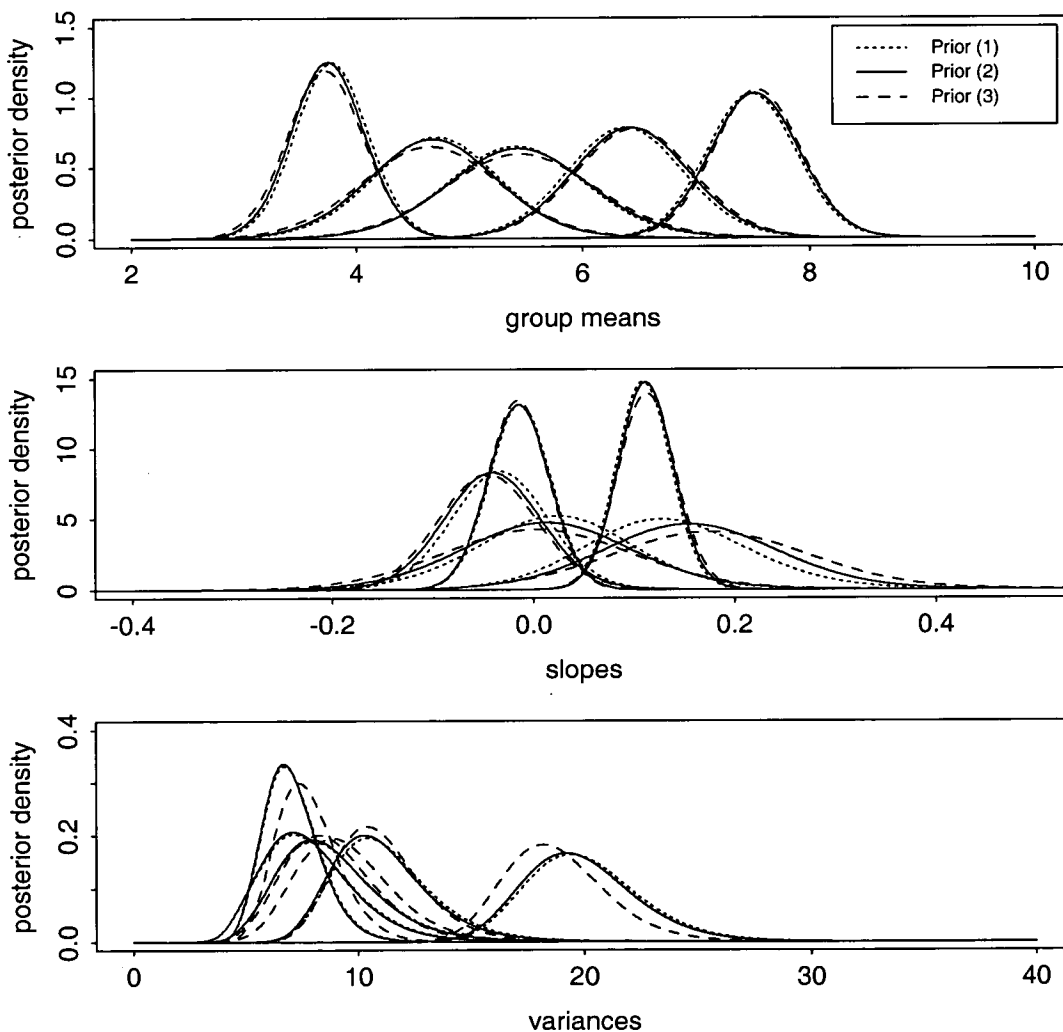 posterior density
0.0 0.5 1.0 1.5
Prior (1)
Prior (2)
Prior (3)
2 4 6 8 10
group means
posterior density
0 5 10 15
-0.4 -0.2 0.0 0.2 0.4
slopes
posterior density
0.0 0.2 0.4
0 10 20 30 40
variances